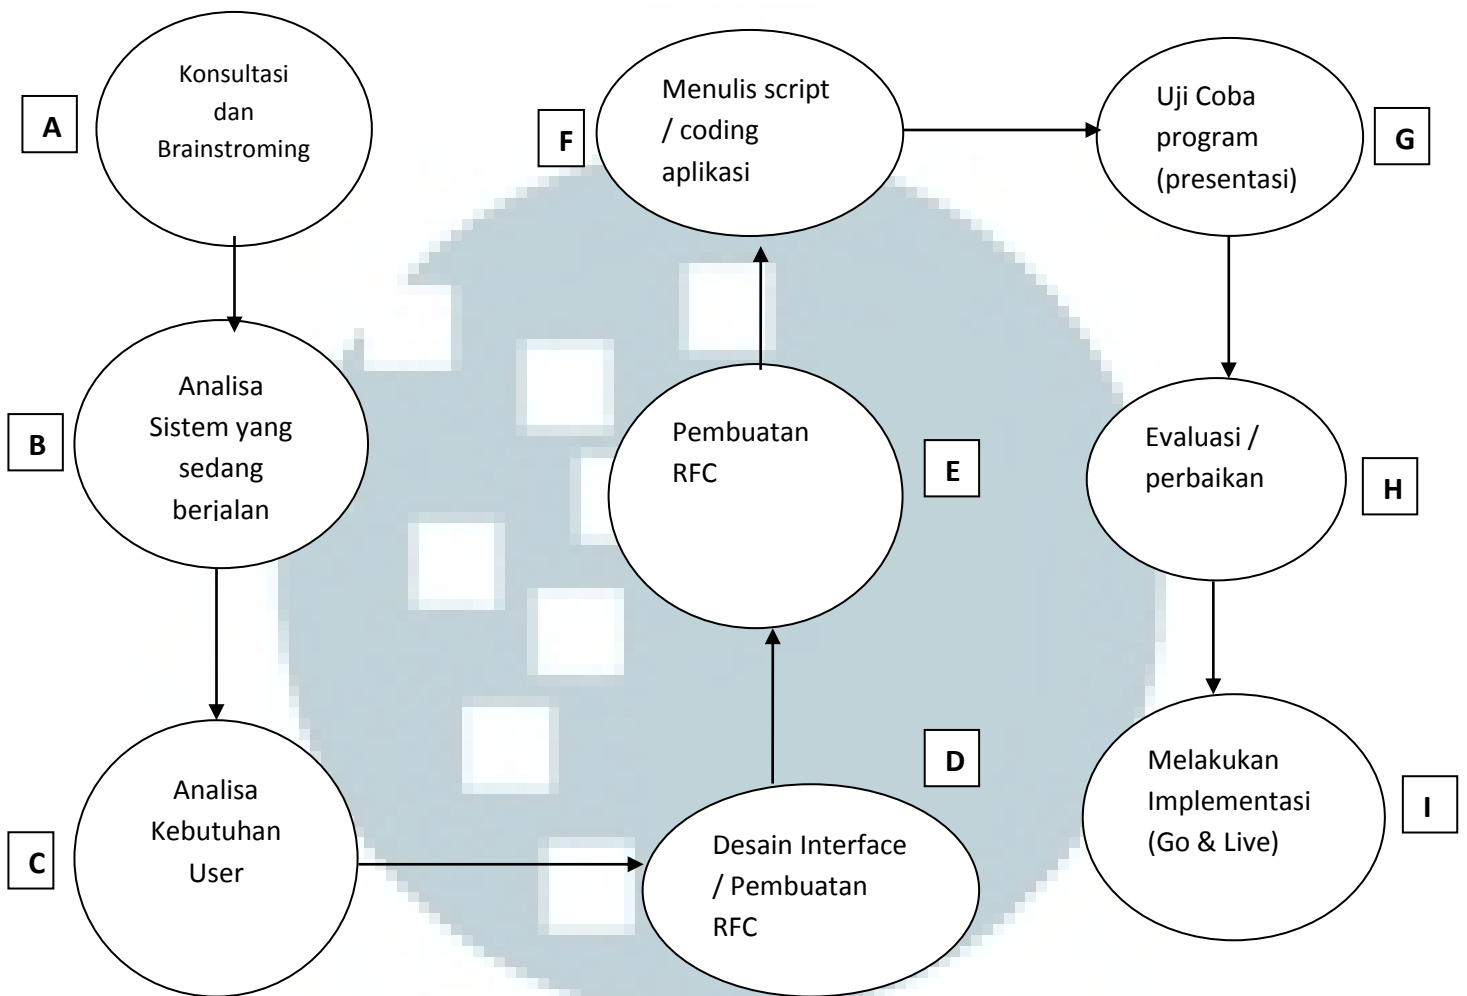 A
Konsultasi
dan
Brainstroming
B
Analisa
Sistem yang
sedang
berjalan
C
Analisa
Kebutuhan
User
D
Desain Interface
/ Pembuatan
RFC
E
Pembuatan
RFC
F
Menulis script
/ coding
aplikasi
G
Uji Coba
program
(presentasi)
H
Evaluasi /
perbaikan
I
Melakukan
Implementasi
(Go & Live)